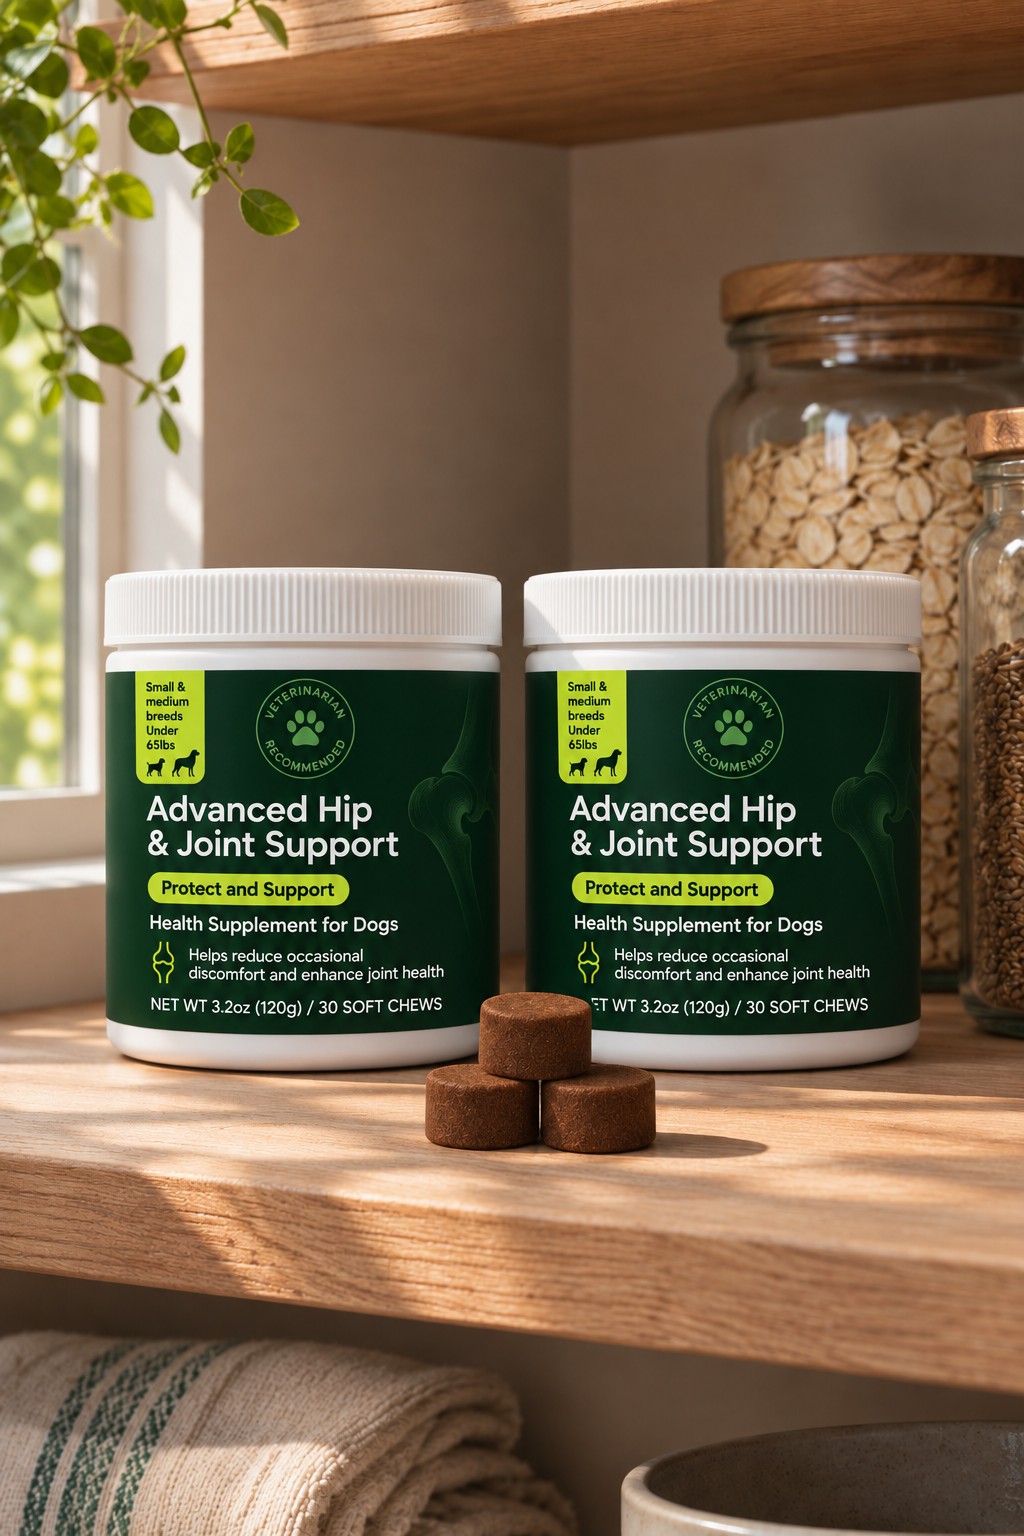 Small &
medium
breeds
Under
65lbs
VETERINARIAN
RECOMMENDED
Advanced Hip
& Joint Support
Protect and Support
Health Supplement for Dogs
Helps reduce occasional
discomfort and enhance joint health
NET WT 3.2oz (120g) / 30 SOFT CHEWS
Small &
medium
breeds
Under
65lbs
VETERINARIAN
RECOMMENDED
Advanced Hip
& Joint Support
Protect and Support
Health Supplement for Dogs
Helps reduce occasional
discomfort and enhance joint health
ET WT 3.2oz (120g) / 30 SOFT CHEWS